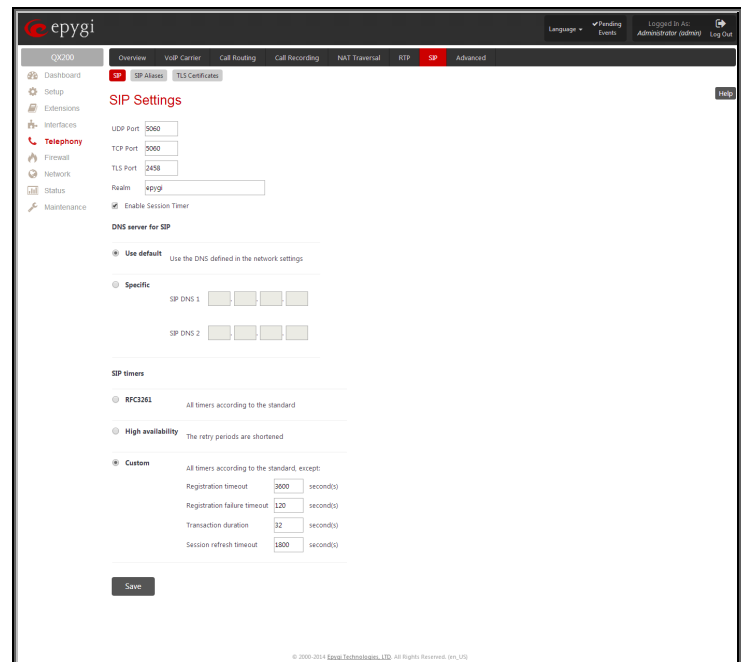 epygi
Language
Pending Events
Logged In As:
Administrator (admin)
Log Out
QX200
Overview VoIP Carrier Call Routing Call Recording NAT Traversal RTP SIP Advanced
Dashboard
Setup
Extensions
Interfaces
Telephony
Firewall
Network
Status
Maintenance
SIP SIP Aliases TLS Certificates
SIP Settings
Help
UDP Port 5060
TCP Port 5060
TLS Port 2458
Realm epygi
Enable Session Timer
DNS server for SIP
Use default Use the DNS defined in the network settings
Specific
SIP DNS 1 . . .
SIP DNS 2 . . .
SIP timers
RFC3261 All timers according to the standard
High availability The retry periods are shortened
Custom All timers according to the standard, except:
Registration timeout 3600 second(s)
Registration failure timeout 120 second(s)
Transaction duration 32 second(s)
Session refresh timeout 1800 second(s)
Save
© 2000-2014 Epygi Technologies, LTD. All Rights Reserved. (en_US)